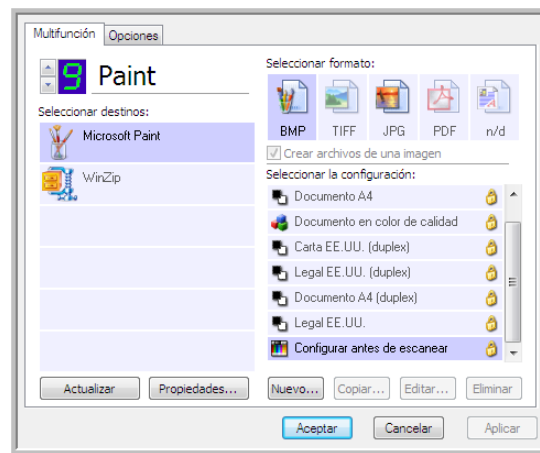 Multifunción
Opciones
9
Paint
Seleccionar destinos:
Microsoft Paint
WinZip
Actualizar
Propiedades...
Seleccionar formato:
BMP
TIFF
JPG
PDF
n/d
Crear archivos de una imagen
Seleccionar la configuración:
Documento A4
Documento en color de calidad
Carta EE.UU. (duplex)
Legal EE.UU. (duplex)
Documento A4 (duplex)
Legal EE.UU.
Configurar antes de escanear
Nuevo...
Copiar...
Editar...
Eliminar
Aceptar
Cancelar
Aplicar